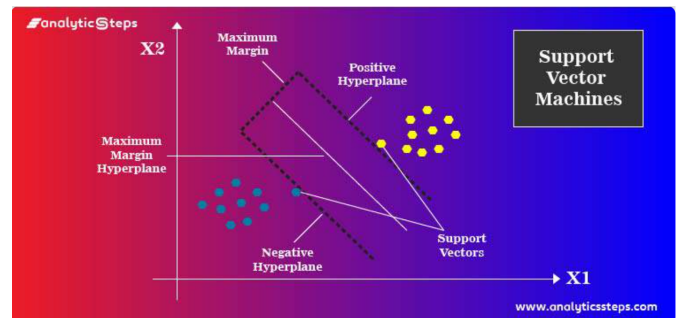 analyticSteps
X2
Maximum
Margin
Positive
Hyperplane
Support
Vector
Machines
Maximum
Margin
Hyperplane
Negative
Hyperplane
Support
Vectors
X1
www.analyticssteps.com